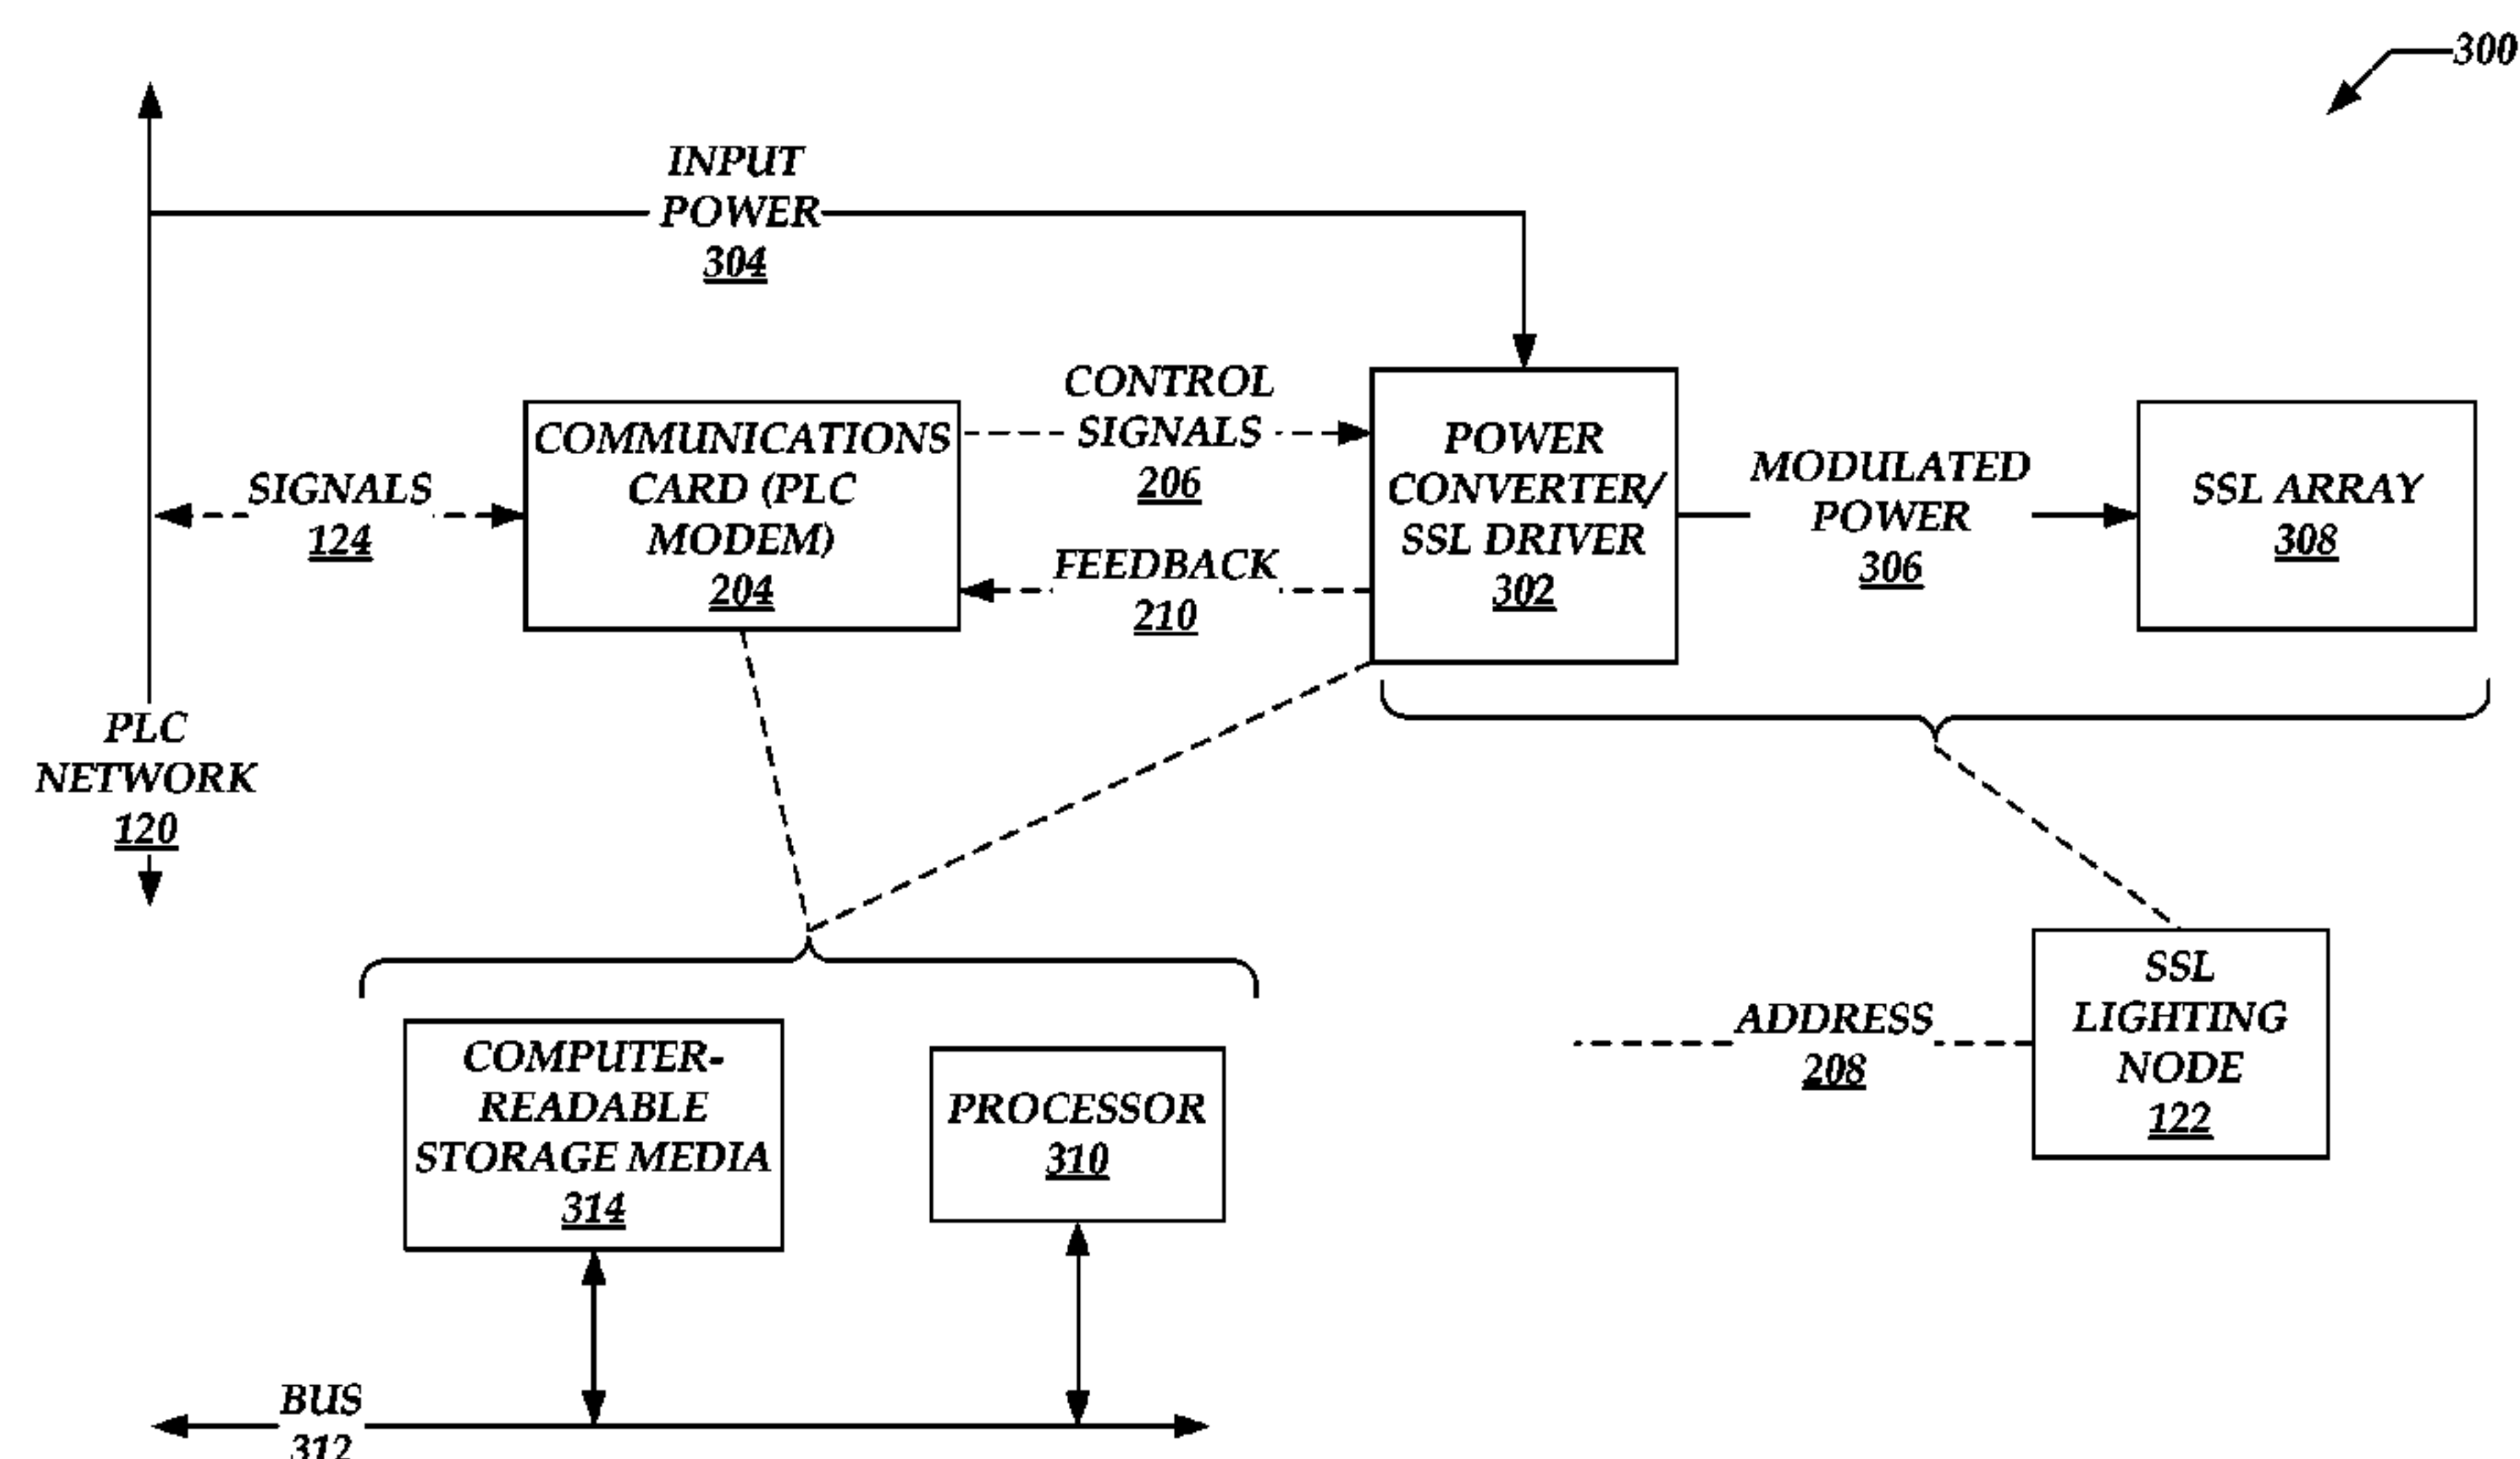 300
INPUT
POWER
304
CONTROL
SIGNALS
206
COMMUNICATIONS
CARD (PLC
MODEM)
204
POWER
CONVERTER/
SSL DRIVER
302
MODULATED
POWER
306
SSL ARRAY
308
SIGNALS
124
FEEDBACK
210
PLC
NETWORK
120
SSL
LIGHTING
NODE
122
ADDRESS
208
COMPUTER-
READABLE
STORAGE MEDIA
314
PROCESSOR
310
BUS
312